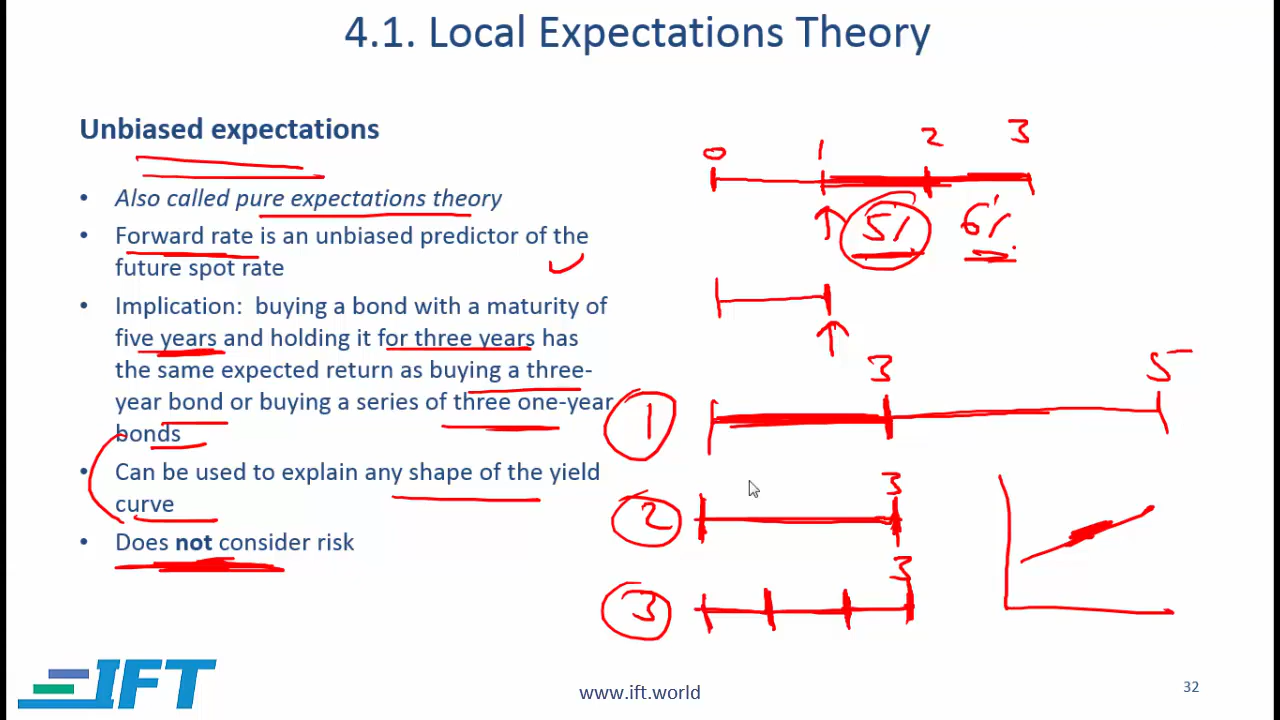 4.1. Local Expectations Theory
Unbiased expectations
• Also called pure expectations theory
• Forward rate is an unbiased predictor of the
future spot rate
• Implication: buying a bond with a maturity of
five years and holding it for three years has
the same expected return as buying a three-
year bond or buying a series of three one-year
bonds
• Can be used to explain any shape of the yield
curve
• Does not consider risk
0 1 2 3
5% 6%
3 5
1
3
2
3
3
IFT
www.ift.world
32